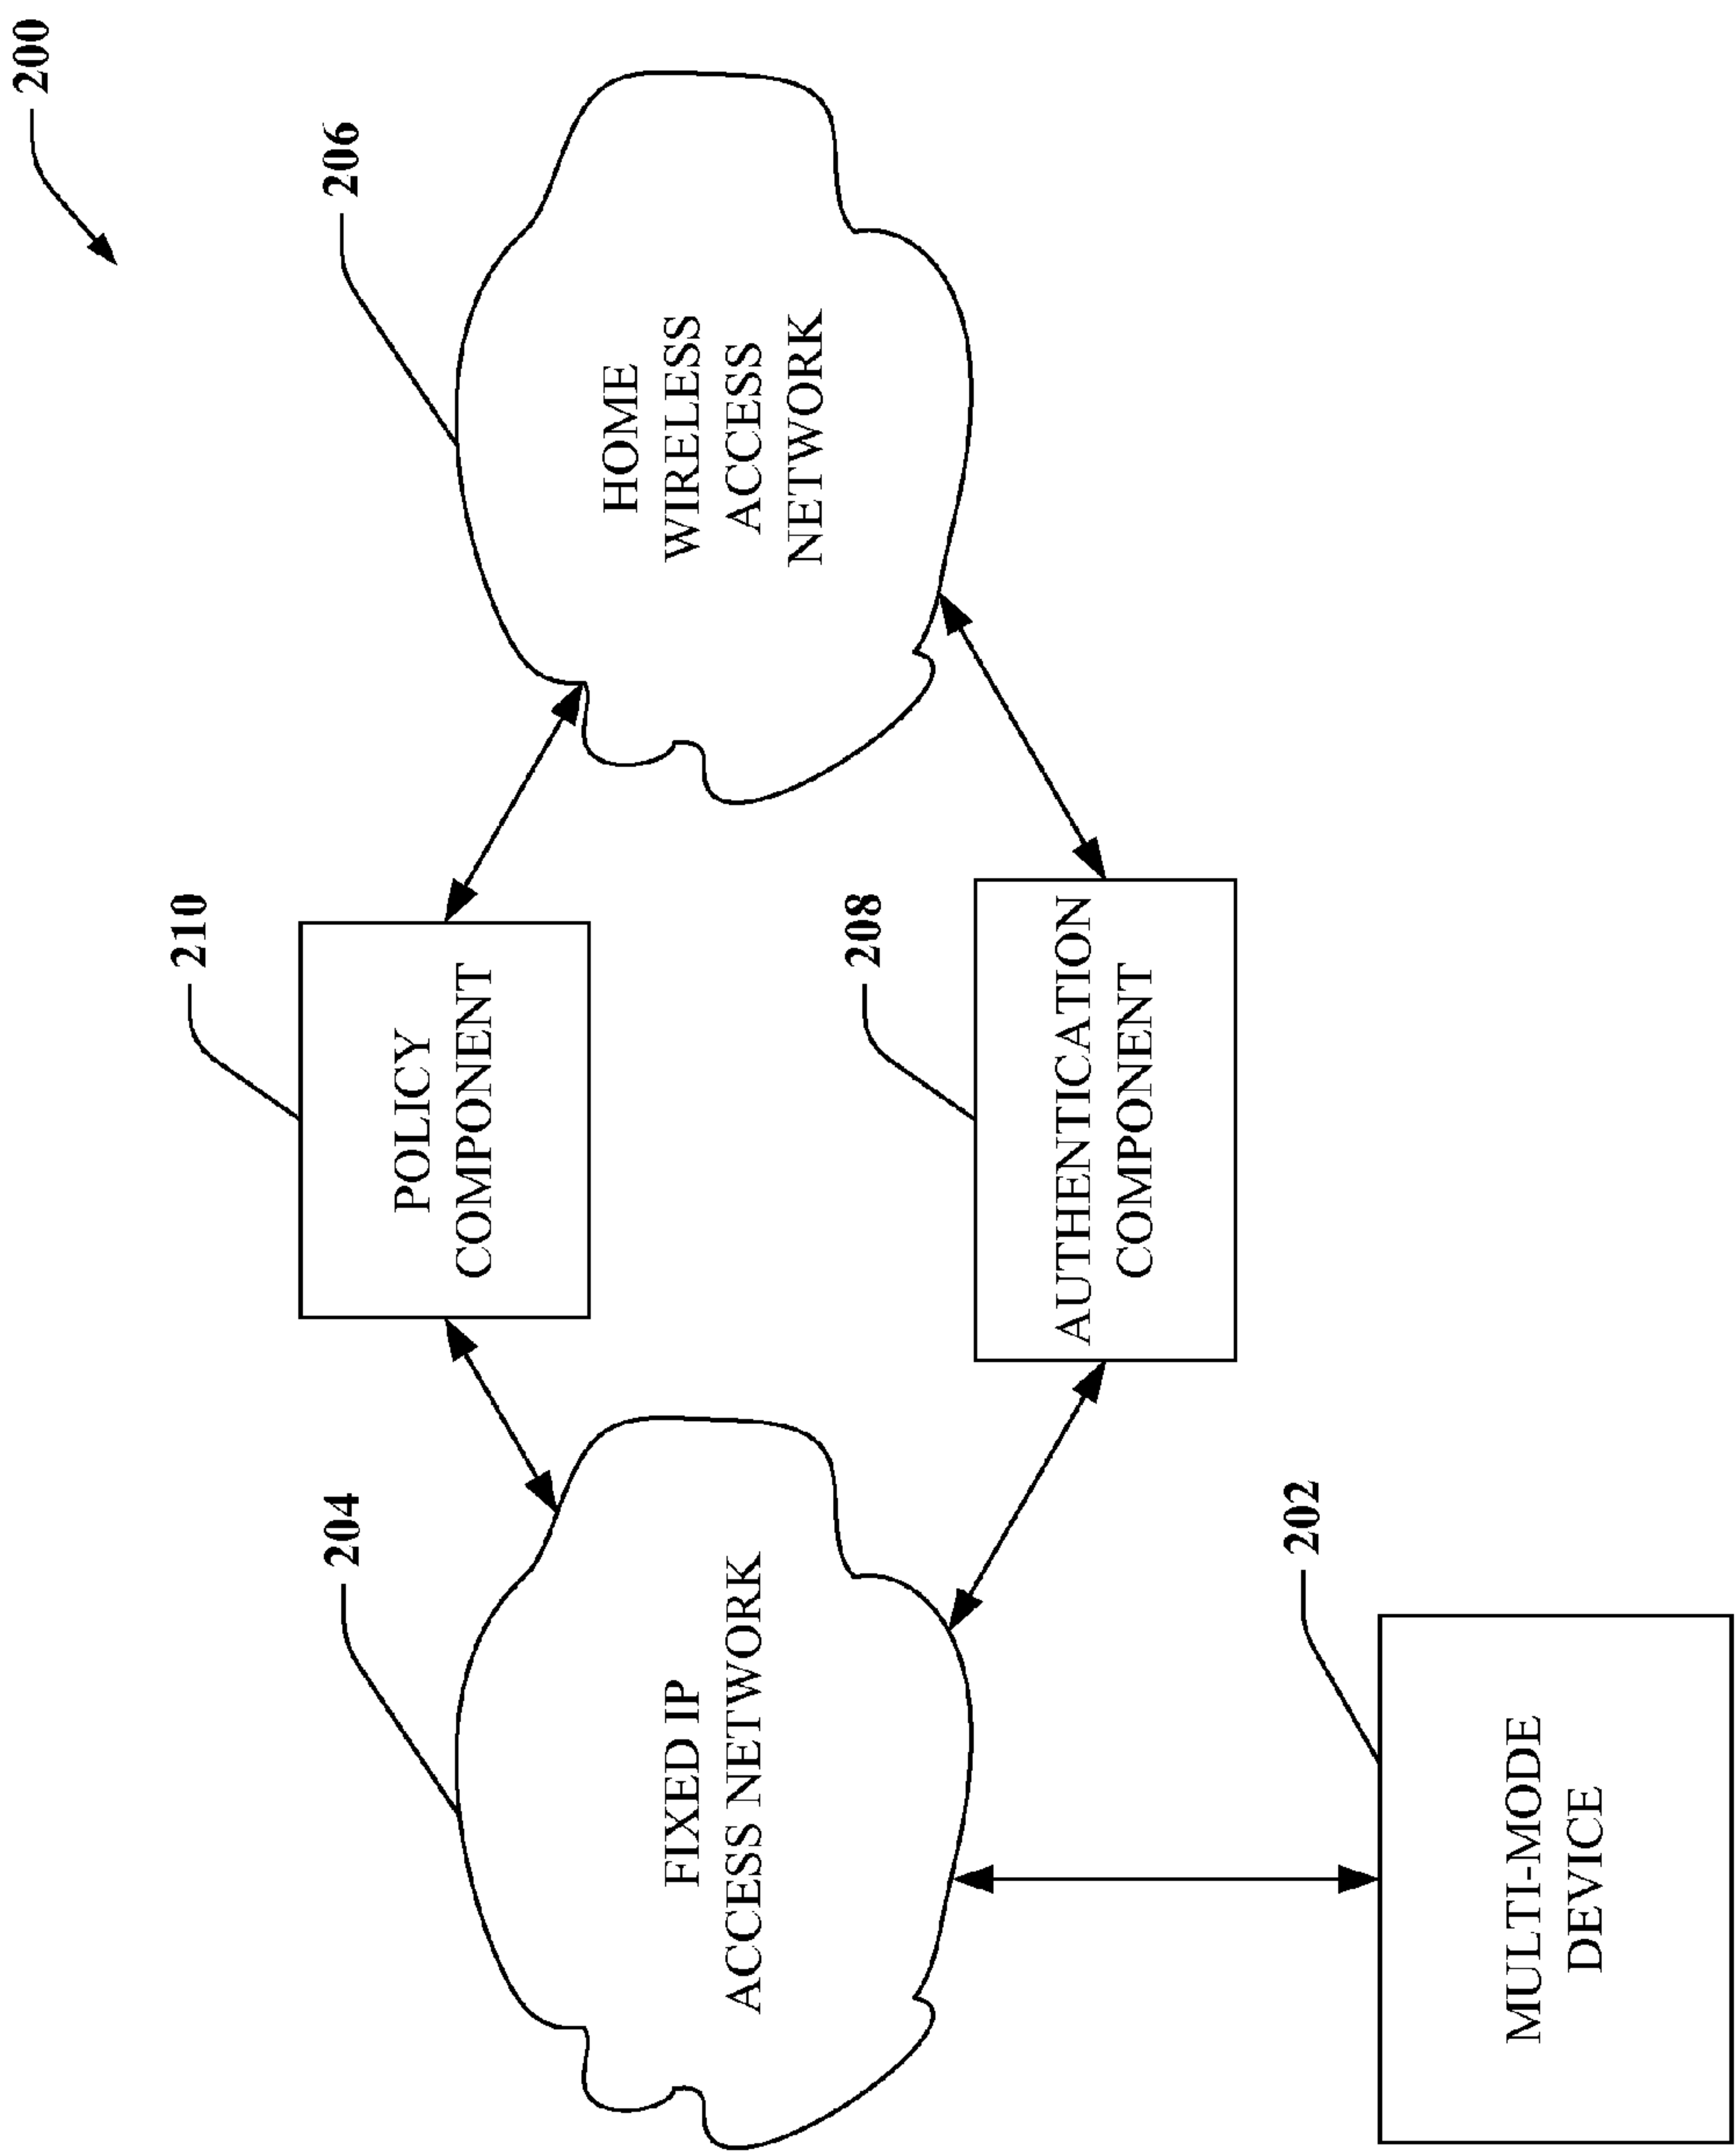 200
210
POLICY
COMPONENT
204
FIXED IP
ACCESS NETWORK
206
HOME
WIRELESS
ACCESS
NETWORK
208
AUTHENTICATION
COMPONENT
202
MULTI-MODE
DEVICE